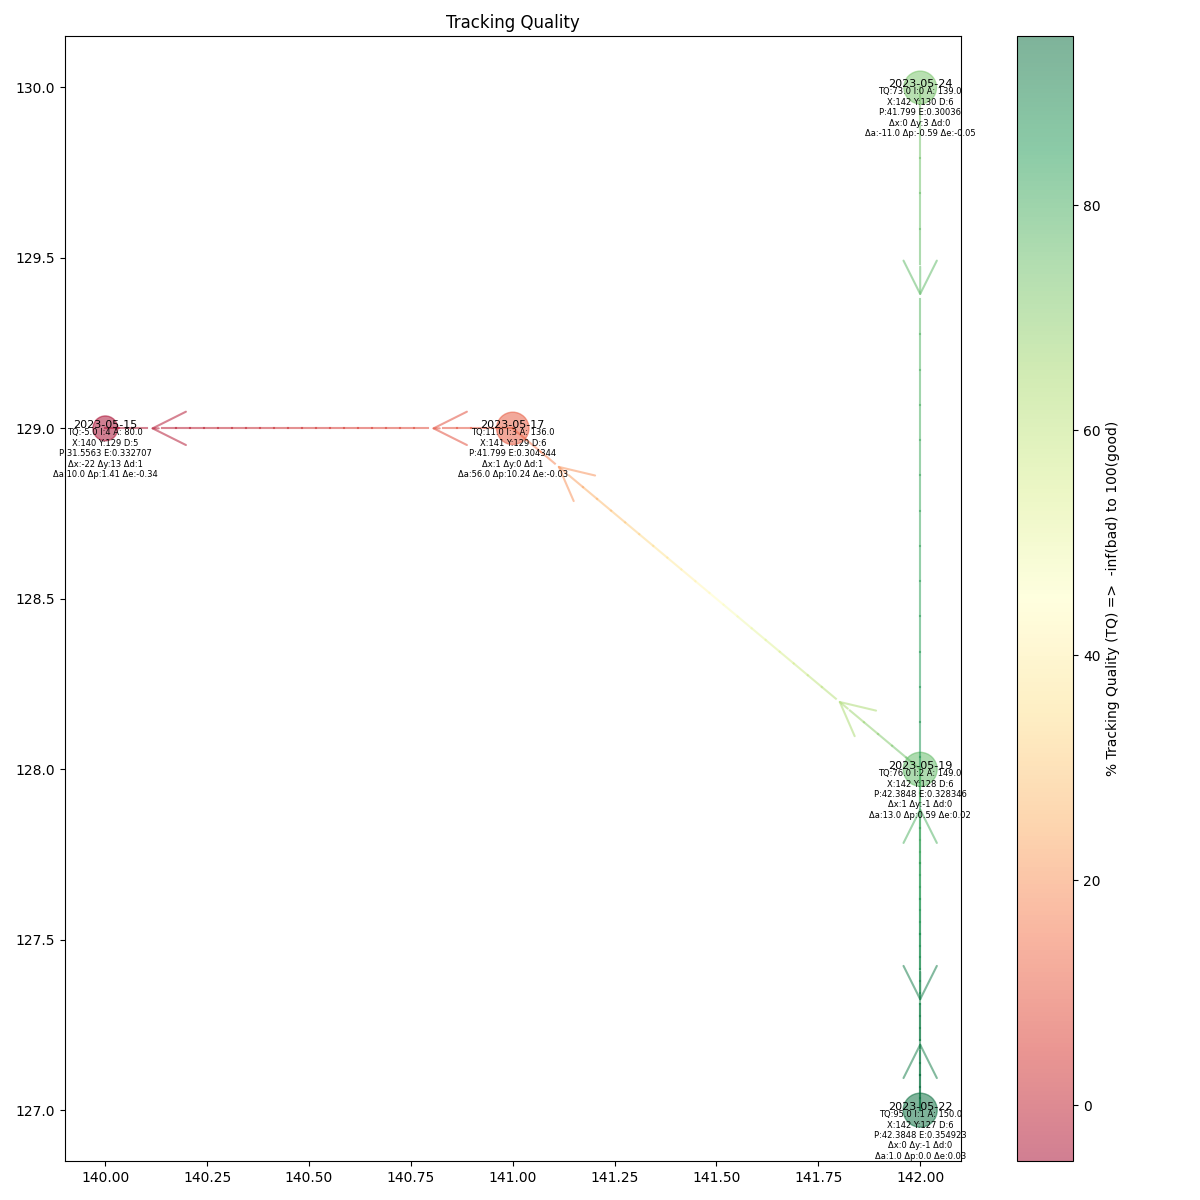 Tracking Quality
130.0
129.5
129.0
128.5
128.0
127.5
127.0
2023-05-24
TQ:73.0 I:0 A: 139.0
X:142 Y:130 D:6
P:41.799 E:0.30036
Δx:0 Δy:3 Δd:0
Δa:-11.0 Δp:-0.59 Δe:-0.05
2023-05-15
TQ:-5.0 I:4 A: 80.0
X:140 Y:129 D:5
P:31.5563 E:0.332707
Δx:-22 Δy:13 Δd:1
Δa:10.0 Δp:1.41 Δe:-0.34
2023-05-17
TQ:11.0 I:3 A: 136.0
X:141 Y:129 D:6
P:41.799 E:0.304344
Δx:1 Δy:0 Δd:1
Δa:56.0 Δp:10.24 Δe:-0.03
2023-05-19
TQ:76.0 I:2 A: 149.0
X:142 Y:128 D:6
P:42.3848 E:0.328346
Δx:1 Δy:-1 Δd:0
Δa:13.0 Δp:0.59 Δe:0.02
2023-05-22
TQ:95.0 I:1 A: 150.0
X:142 Y:127 D:6
P:42.3848 E:0.354923
Δx:0 Δy:-1 Δd:0
Δa:1.0 Δp:0.0 Δe:0.03
140.00 140.25 140.50 140.75 141.00 141.25 141.50 141.75 142.00
80
60
40
20
0
% Tracking Quality (TQ) => -inf(bad) to 100(good)